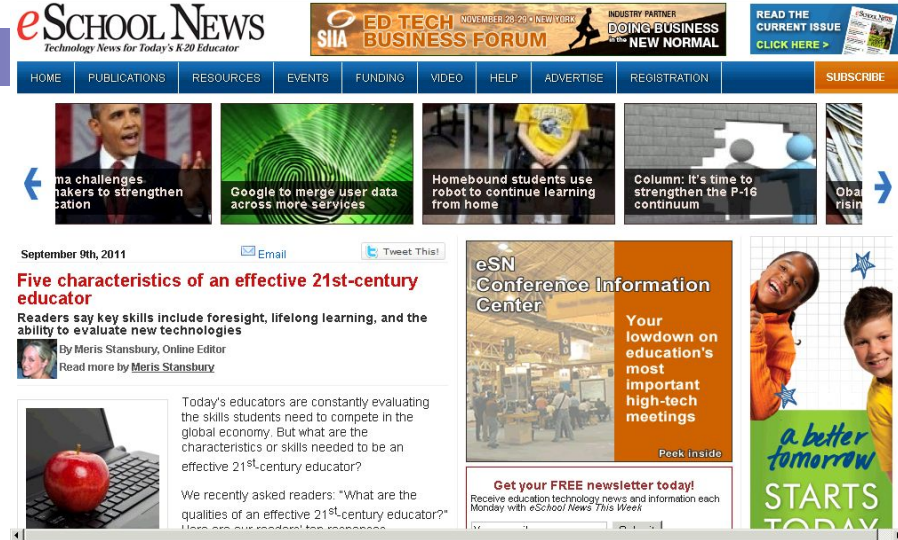 eSCHOOL NEWS
Technology News for Today's K-20 Educator
SIIA
ED TECH
BUSINESS FORUM
NOVEMBER 28-29 • NEW YORK
INDUSTRY PARTNER
DOING BUSINESS
in the NEW NORMAL
READ THE
CURRENT ISSUE
CLICK HERE >
HOME PUBLICATIONS RESOURCES EVENTS FUNDING VIDEO HELP ADVERTISE REGISTRATION SUBSCRIBE
ma challenges
makers to strengthen
cation
Google to merge user data
across more services
Homebound students use
robot to continue learning
from home
Column: It's time to
strengthen the P-16
continuum
Oba
risin
September 9th, 2011 Email Tweet This!
Five characteristics of an effective 21st-century
educator
Readers say key skills include foresight, lifelong learning, and the
ability to evaluate new technologies
By Meris Stansbury, Online Editor
Read more by Meris Stansbury
Today's educators are constantly evaluating
the skills students need to compete in the
global economy. But what are the
characteristics or skills needed to be an
effective 21st-century educator?
We recently asked readers: "What are the
qualities of an effective 21st-century educator?"
Here are our readers' top responses
eSN
Conference Information
Center
Your
lowdown on
education's
most
important
high-tech
meetings
Peek inside
Get your FREE newsletter today!
Receive education technology news and information each
Monday with eSchool News This Week
Submit
a better
tomorrow
STARTS
TODAY